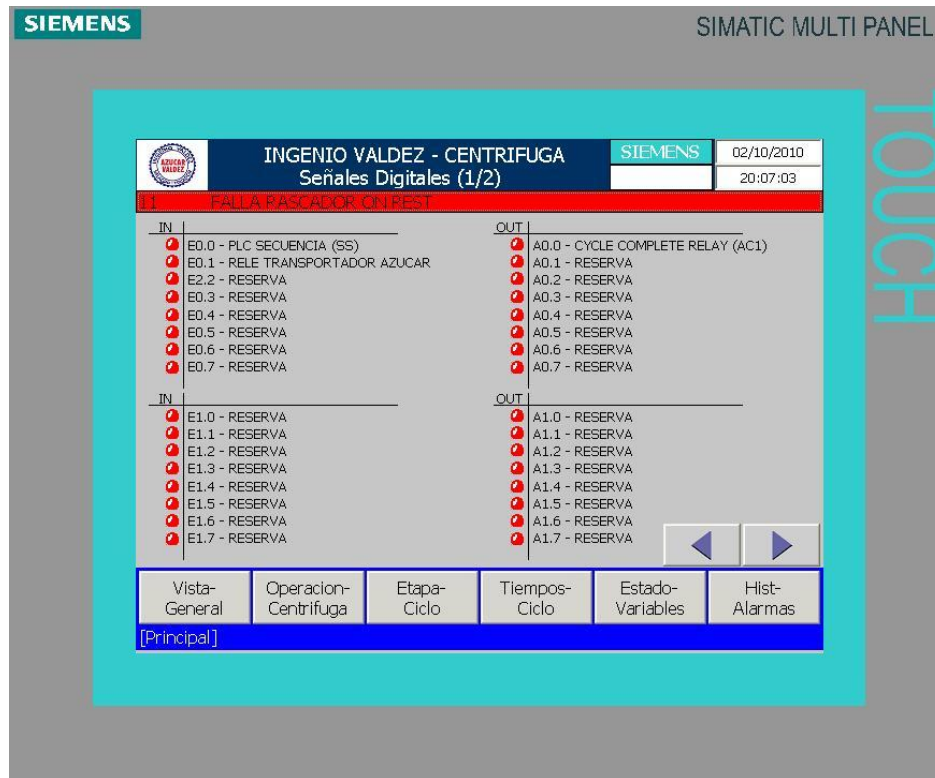 SIEMENS
SIMATIC MULTI PANEL
TOUCH
AZUCAR
VALDEZ
INGENIO VALDEZ - CENTRIFUGA
Señales Digitales (1/2)
SIEMENS
02/10/2010
20:07:03
11 FALLA RASCADOR ON REST
IN
E0.0 - PLC SECUENCIA (SS)
E0.1 - RELE TRANSPORTADOR AZUCAR
E2.2 - RESERVA
E0.3 - RESERVA
E0.4 - RESERVA
E0.5 - RESERVA
E0.6 - RESERVA
E0.7 - RESERVA
OUT
A0.0 - CYCLE COMPLETE RELAY (AC1)
A0.1 - RESERVA
A0.2 - RESERVA
A0.3 - RESERVA
A0.4 - RESERVA
A0.5 - RESERVA
A0.6 - RESERVA
A0.7 - RESERVA
IN
E1.0 - RESERVA
E1.1 - RESERVA
E1.2 - RESERVA
E1.3 - RESERVA
E1.4 - RESERVA
E1.5 - RESERVA
E1.6 - RESERVA
E1.7 - RESERVA
OUT
A1.0 - RESERVA
A1.1 - RESERVA
A1.2 - RESERVA
A1.3 - RESERVA
A1.4 - RESERVA
A1.5 - RESERVA
A1.6 - RESERVA
A1.7 - RESERVA
Vista-
General
Operacion-
Centrifuga
Etapa-
Ciclo
Tiempos-
Ciclo
Estado-
Variables
Hist-
Alarmas
[Principal]